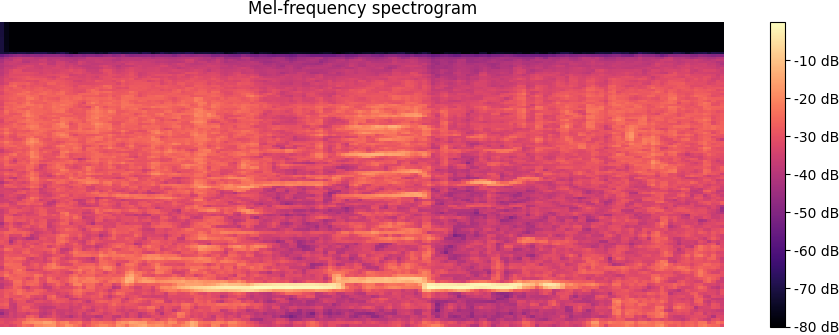 Mel-frequency spectrogram
-10 dB
-20 dB
-30 dB
-40 dB
-50 dB
-60 dB
-70 dB
-80 dB